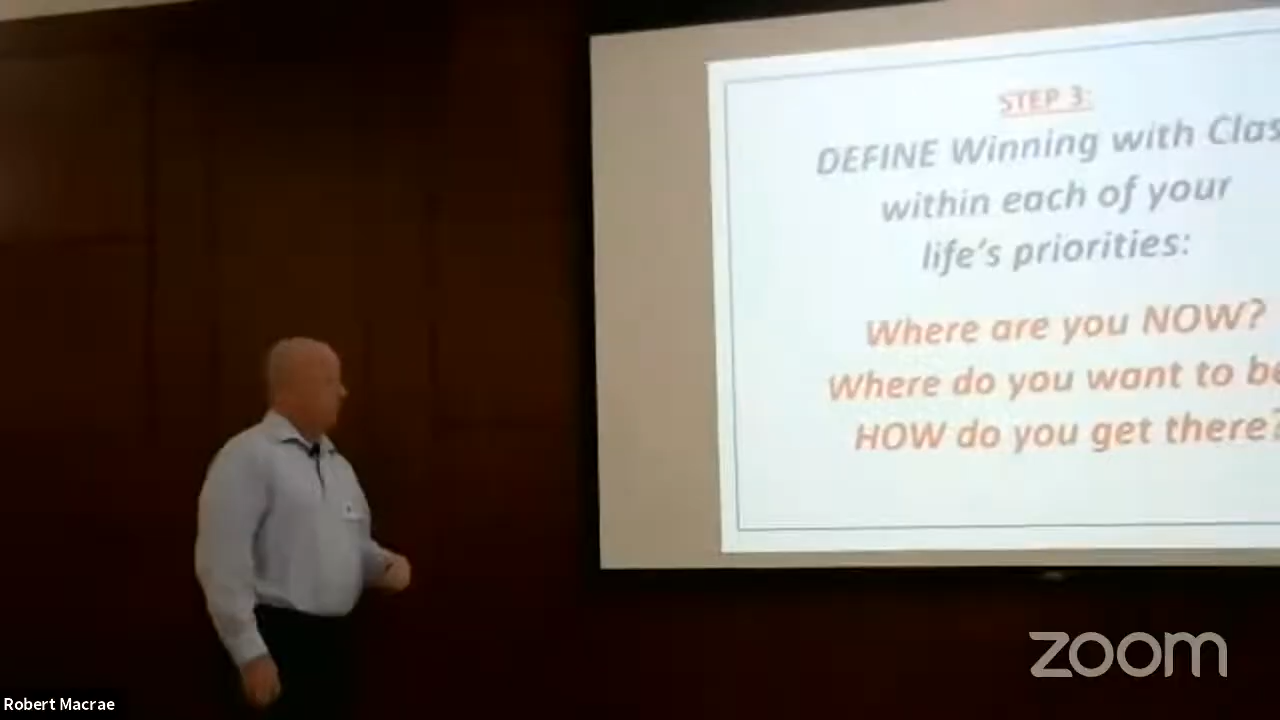 STEP 3:
DEFINE Winning with Clas
within each of your
life's priorities:
Where are you NOW?
Where do you want to be
HOW do you get there?
zoom
Robert Macrae